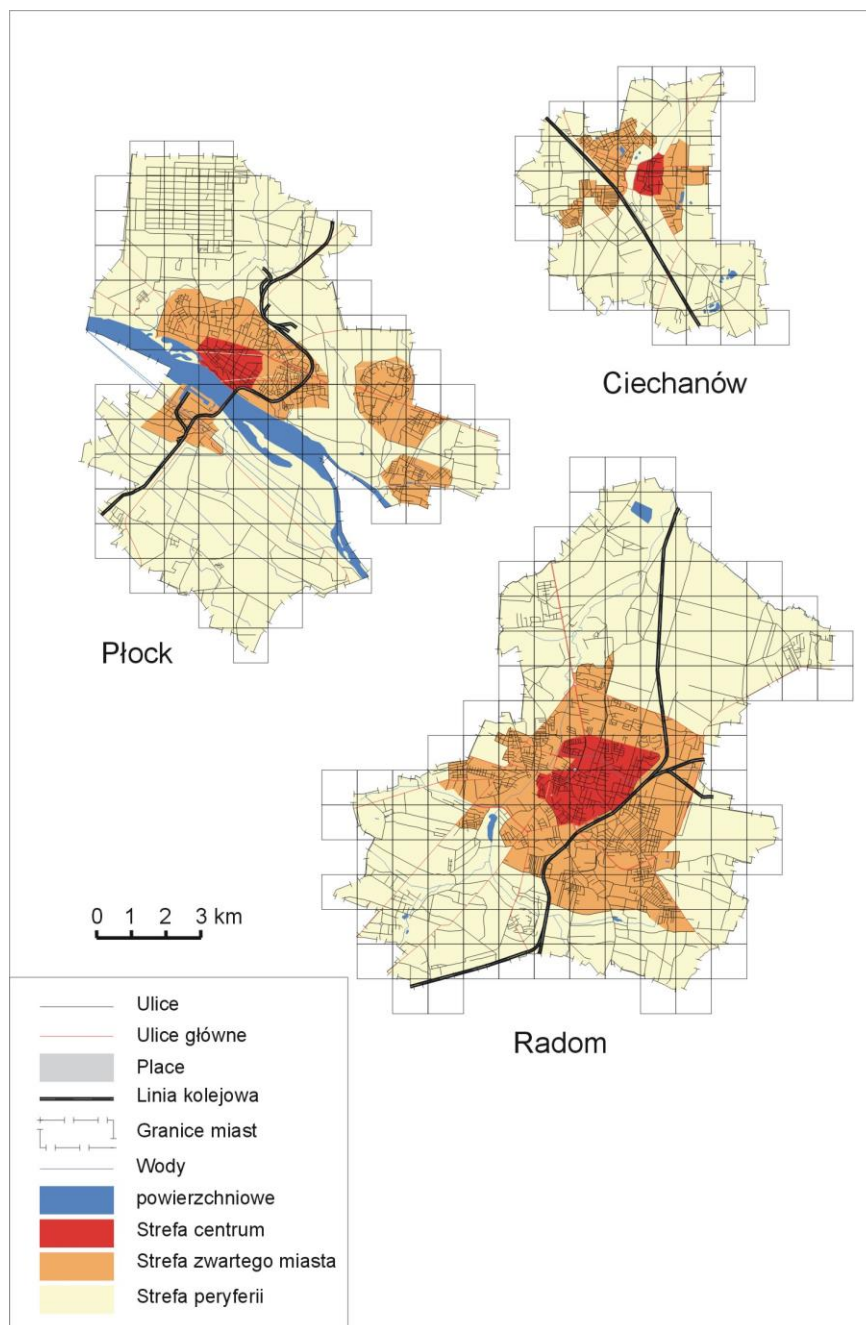 Ciechanów
Płock
0 1 2 3 km
Radom
Ulice
Ulice główne
Place
Linia kolejowa
Granice miast
Wody
powierzchniowe
Strefa centrum
Strefa zwartego miasta
Strefa peryferii